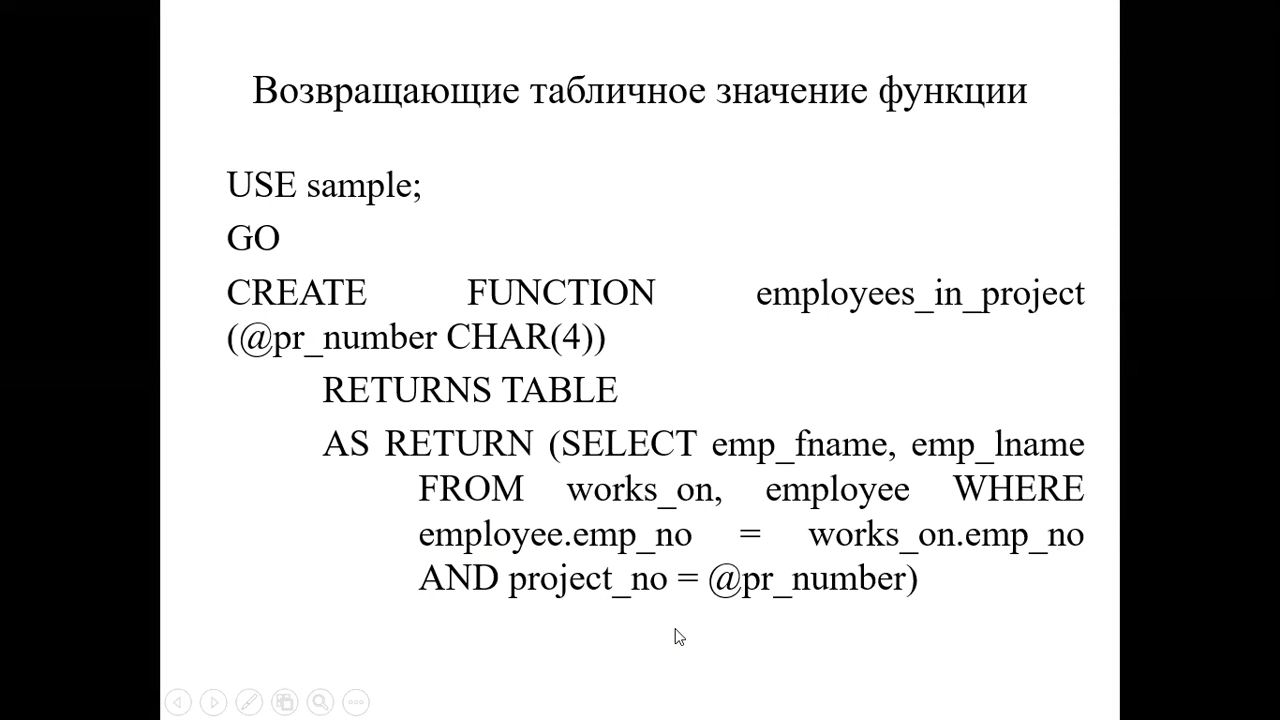 Возвращающие табличное значение функции
USE sample;
GO
CREATE FUNCTION employees_in_project
(@pr_number CHAR(4))
RETURNS TABLE
AS RETURN (SELECT emp_fname, emp_lname
FROM works_on, employee WHERE
employee.emp_no = works_on.emp_no
AND project_no = @pr_number)